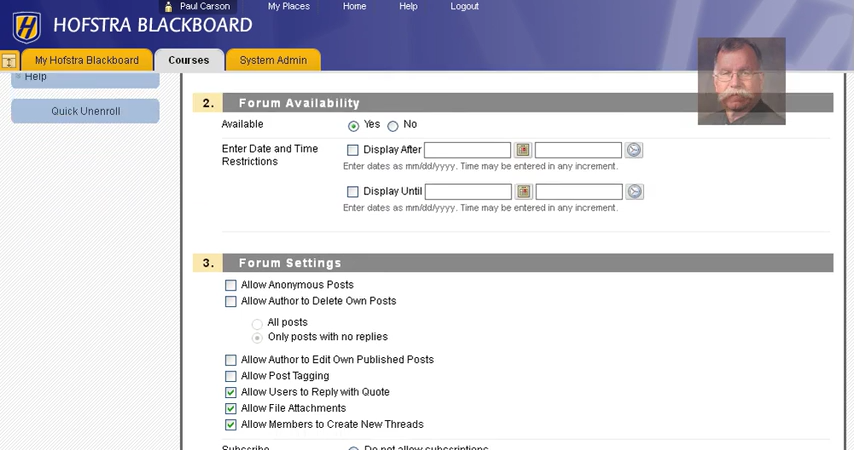 Paul Carson My Places Home Help Logout
HOFSTRA BLACKBOARD
My Hofstra Blackboard Courses System Admin
Help
Quick Unenroll
2. Forum Availability
Available Yes No
Enter Date and Time Restrictions Display After
Enter dates as mm/dd/yyyy. Time may be entered in any increment.
Display Until
Enter dates as mm/dd/yyyy. Time may be entered in any increment.
3. Forum Settings
Allow Anonymous Posts
Allow Author to Delete Own Posts
All posts
Only posts with no replies
Allow Author to Edit Own Published Posts
Allow Post Tagging
Allow Users to Reply with Quote
Allow File Attachments
Allow Members to Create New Threads
Subscribe Do not allow subscriptions